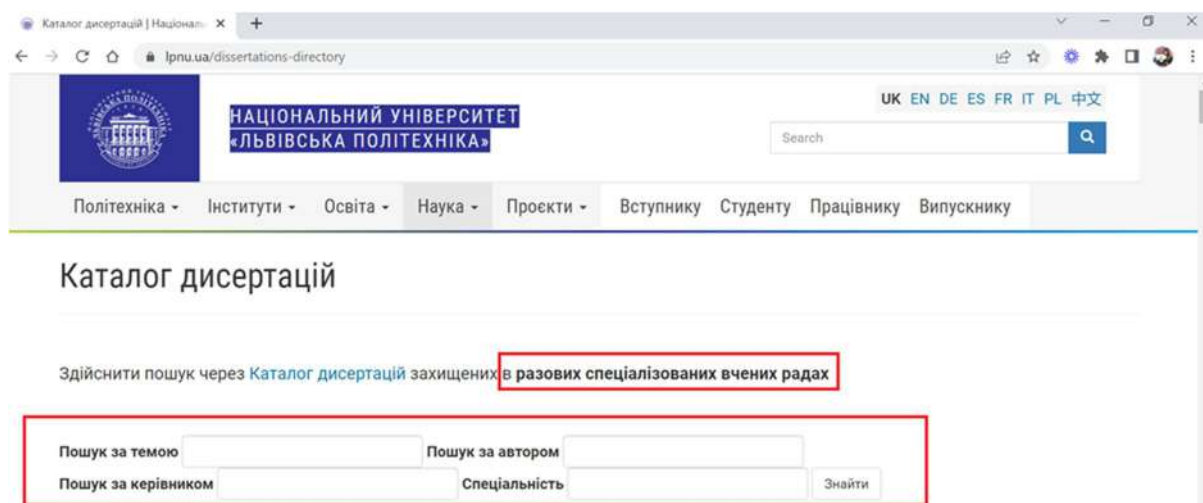 Каталог дисертацій | Націонал
lpnu.ua/dissertations-directory
UK EN DE ES FR IT PL 中文
НАЦІОНАЛЬНИЙ УНІВЕРСИТЕТ
«ЛЬВІВСЬКА ПОЛІТЕХНІКА»
Search
Політехніка Інститути Освіта Наука Проєкти Вступнику Студенту Працівнику Випускнику
Каталог дисертацій
Здійснити пошук через Каталог дисертацій захищених в разових спеціалізованих вчених радах
Пошук за темою Пошук за автором
Пошук за керівником Спеціальність Знайти